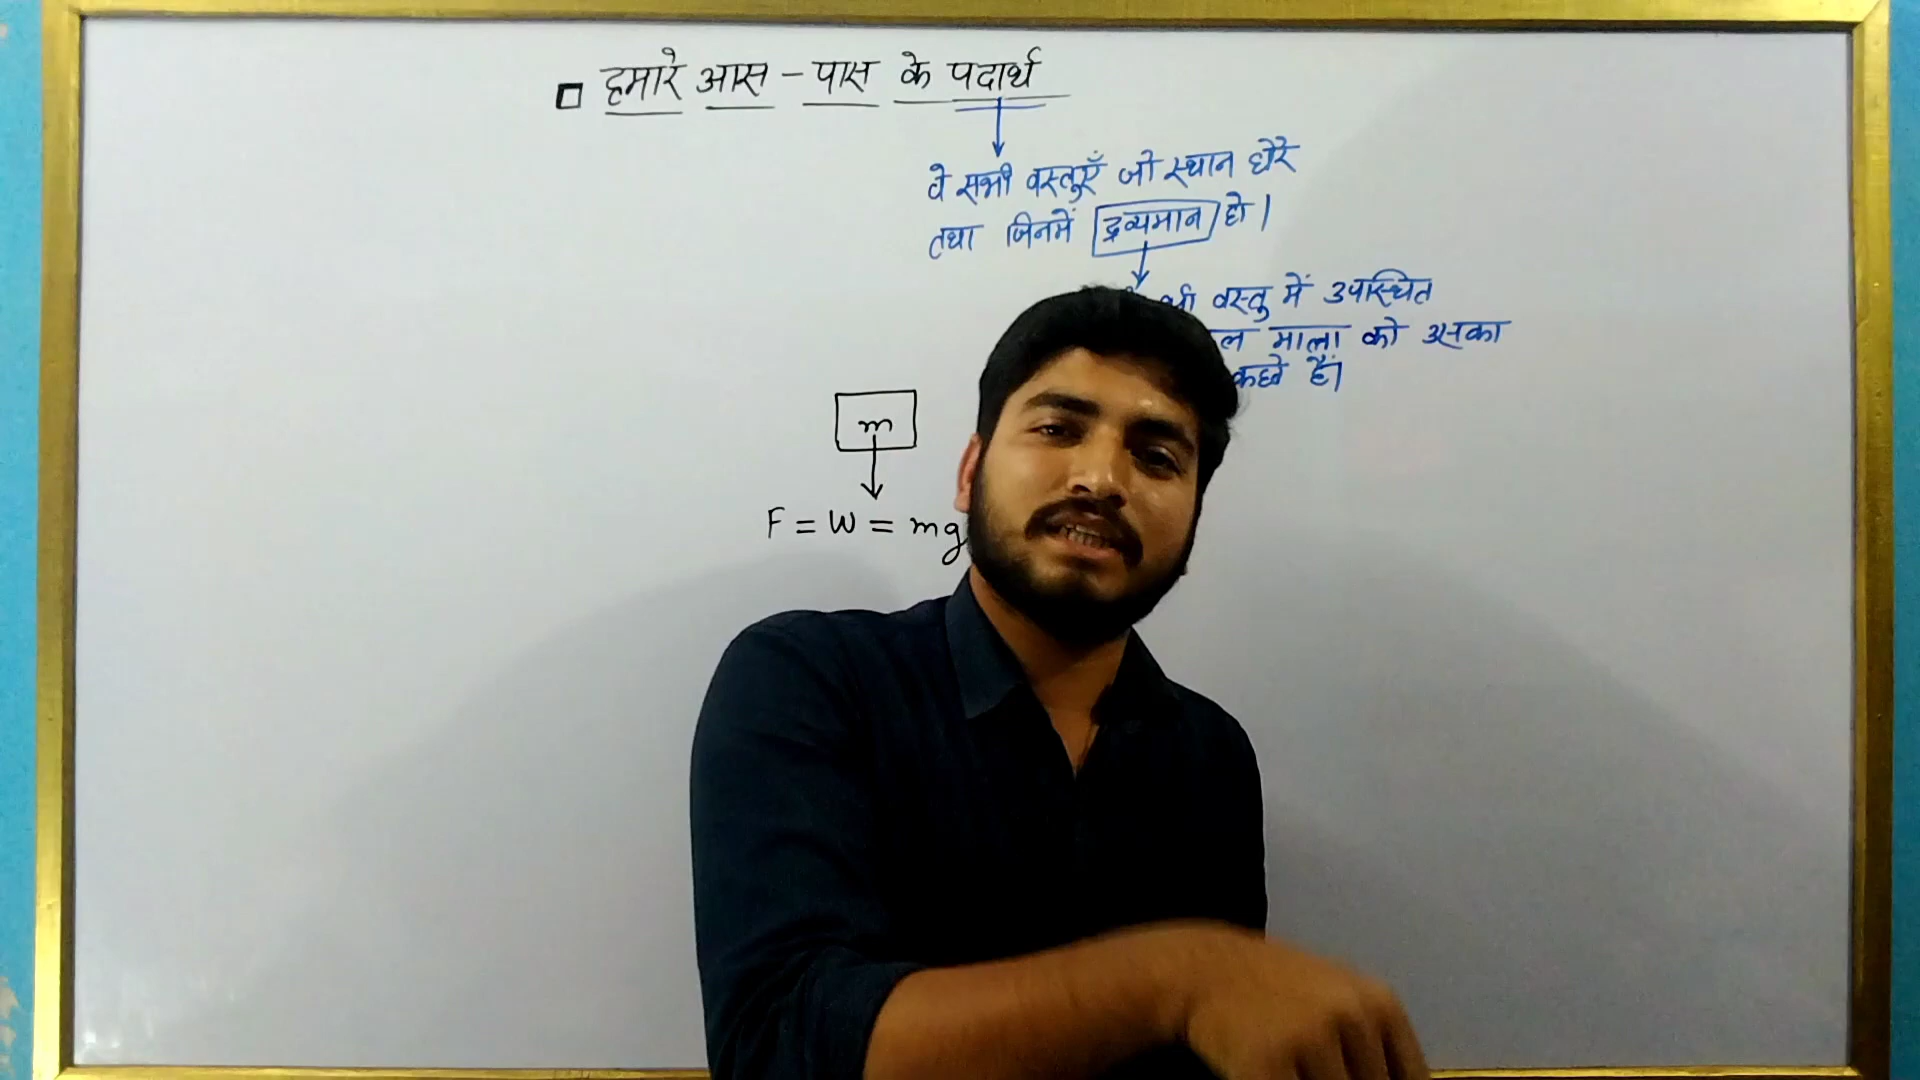 हमारे आस - पास के पदार्थ
वे सभी वस्तुएँ जो स्थान घेरे
तथा जिनमें द्रव्यमान हो।
भी वस्तु में उपस्थित
मात्रा को उसका
कहते हैं।
m
F = W = mg